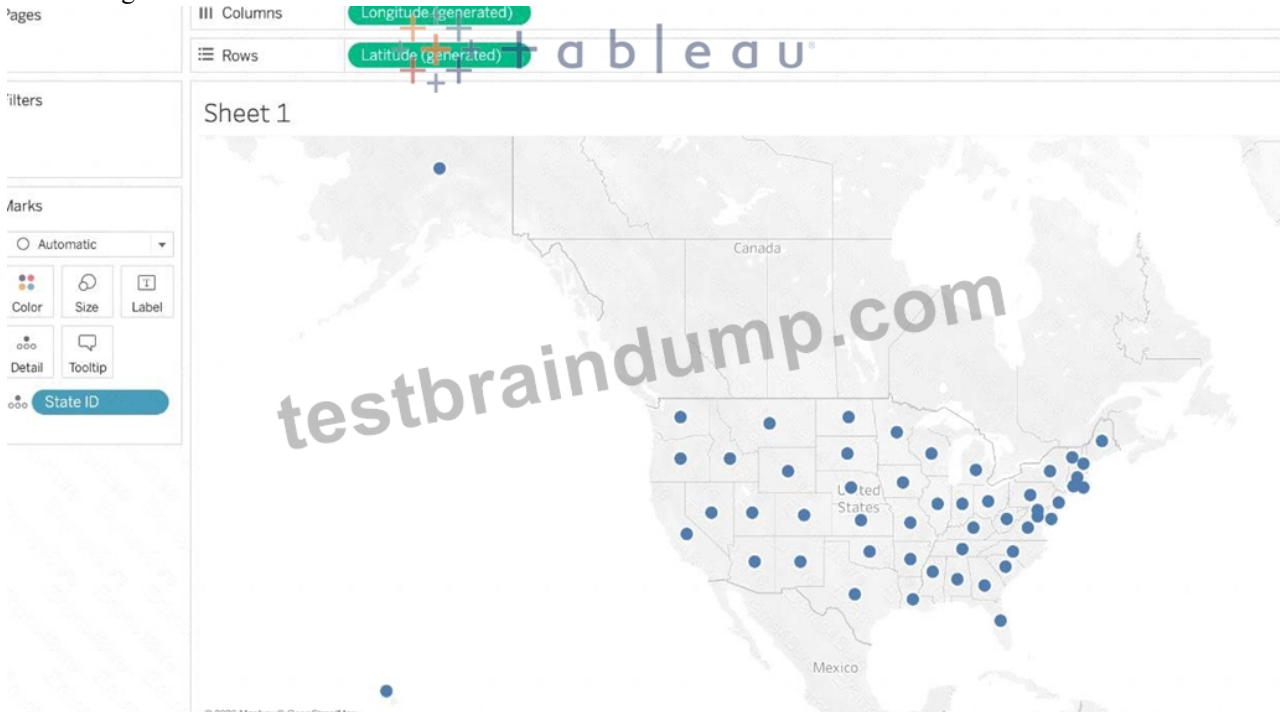 Pages
Columns
Longitude (generated)
Rows
Latitude (generated)
+ableau®
Filters
Sheet 1
Marks
Automatic
Color
Size
Label
Detail
Tooltip
State ID
Canada
United
States
Mexico
testbraindump.com